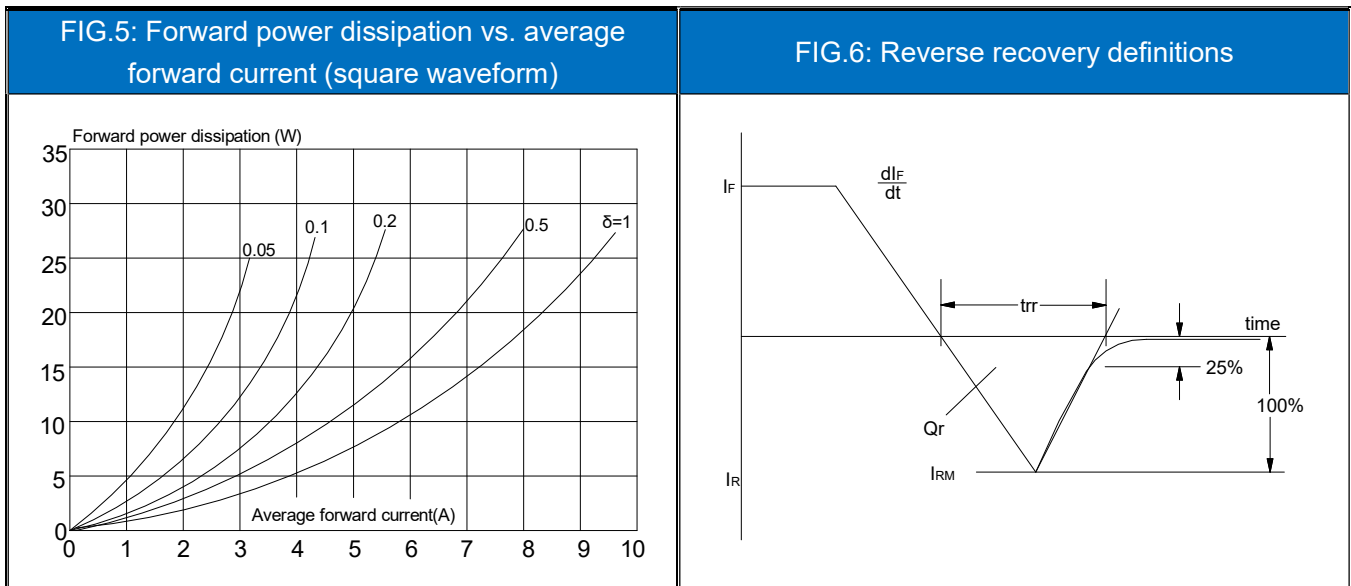 FIG.5: Forward power dissipation vs. average
forward current (square waveform)
Forward power dissipation (W)
35
30
25
20
15
10
5
0
0.05
0.1
0.2
0.5
δ=1
Average forward current(A)
0 1 2 3 4 5 6 7 8 9 10
FIG.6: Reverse recovery definitions
IF
dIF
dt
trr
time
25%
100%
Qr
IRM
IR